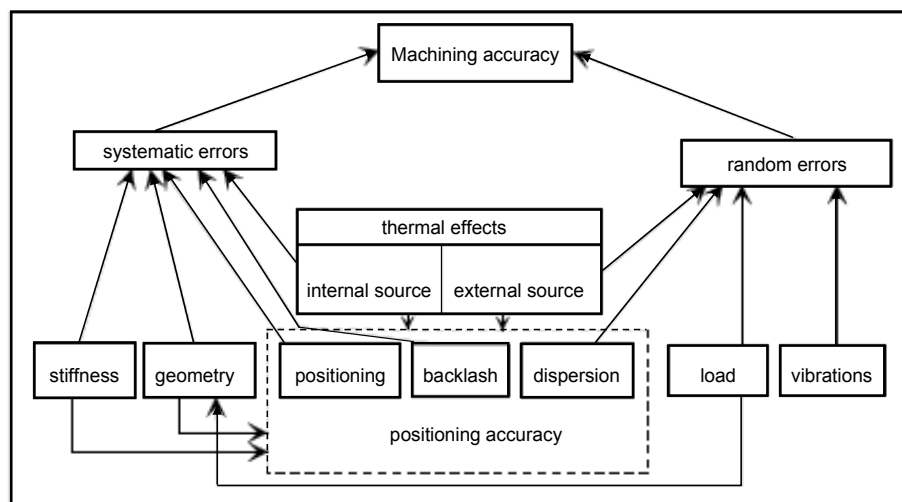 Machining accuracy
systematic errors
random errors
thermal effects
internal source
external source
stiffness
geometry
positioning
backlash
dispersion
load
vibrations
positioning accuracy